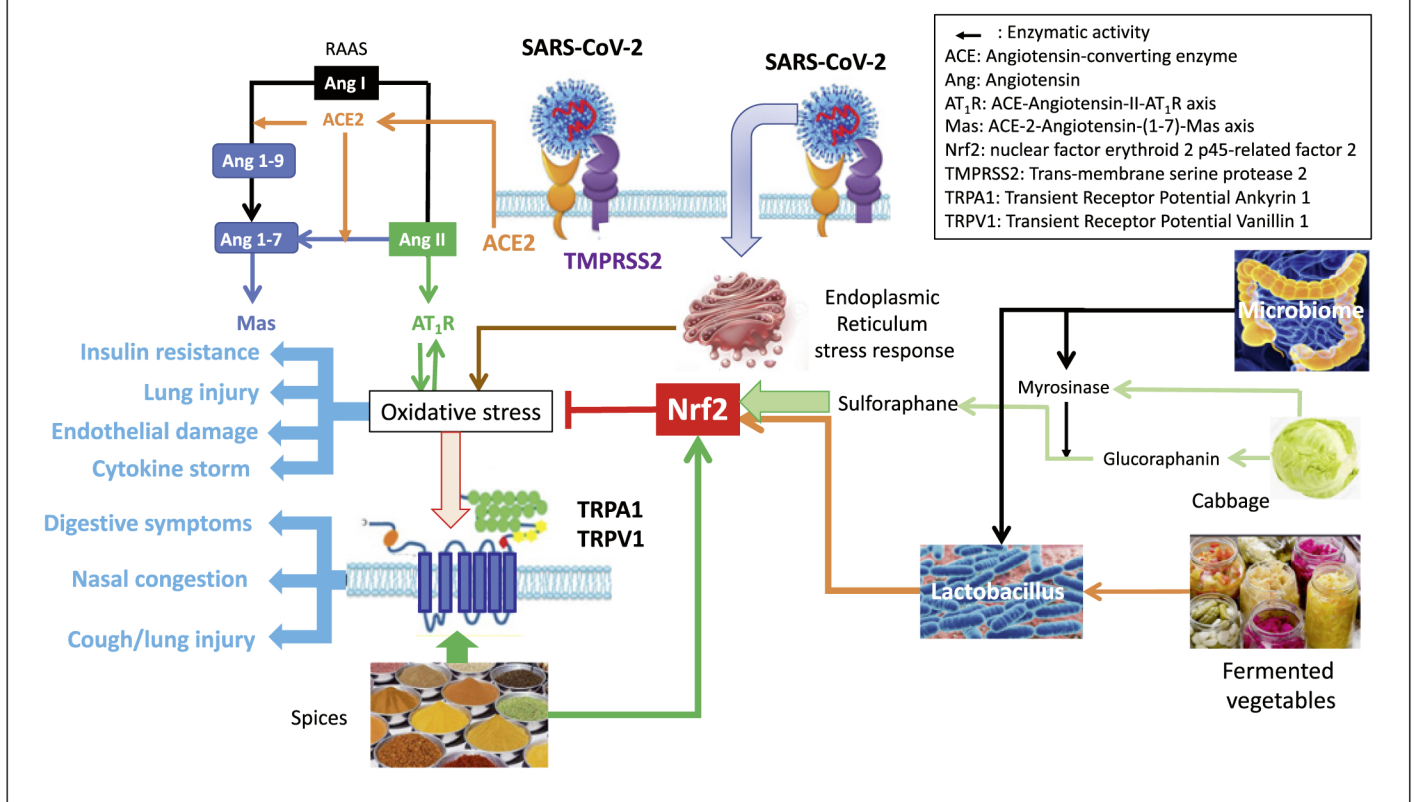 RAAS
Ang I
ACE2
Ang 1-9
Ang 1-7
Ang II
ACE2
TMPRSS2
SARS-CoV-2
SARS-CoV-2
: Enzymatic activity
ACE: Angiotensin-converting enzyme
Ang: Angiotensin
AT₁R: ACE-Angiotensin-II-AT₁R axis
Mas: ACE-2-Angiotensin-(1-7)-Mas axis
Nrf2: nuclear factor erythroid 2 p45-related factor 2
TMPRSS2: Trans-membrane serine protease 2
TRPA1: Transient Receptor Potential Ankyrin 1
TRPV1: Transient Receptor Potential Vanillin 1
Mas
AT₁R
Endoplasmic
Reticulum
stress response
Microbiome
Insulin resistance
Lung injury
Endothelial damage
Cytokine storm
Oxidative stress
Nrf2
Sulforaphane
Myrosinase
Glucoraphanin
Cabbage
Digestive symptoms
Nasal congestion
Cough/lung injury
TRPA1
TRPV1
Lactobacillus
Fermented
vegetables
Spices